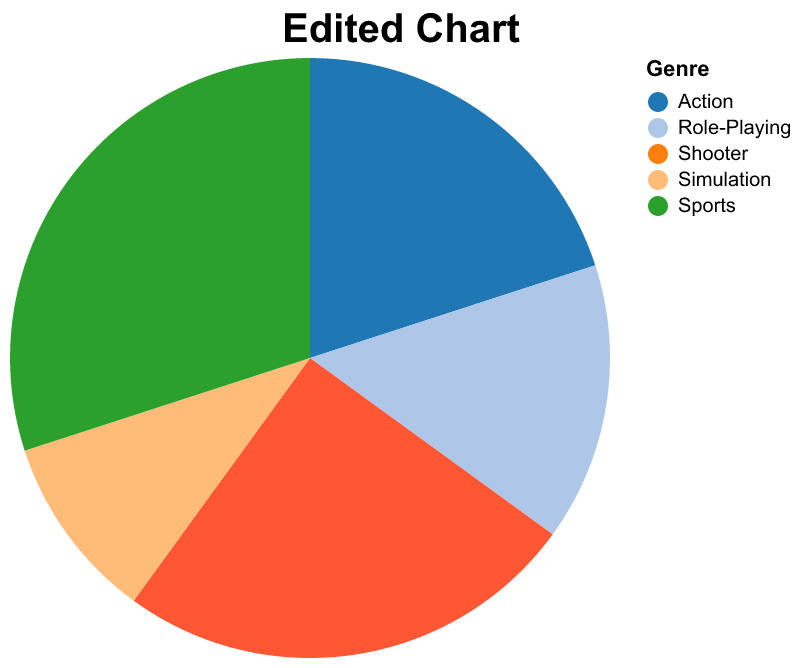 Edited Chart
Genre
Action
Role-Playing
Shooter
Simulation
Sports